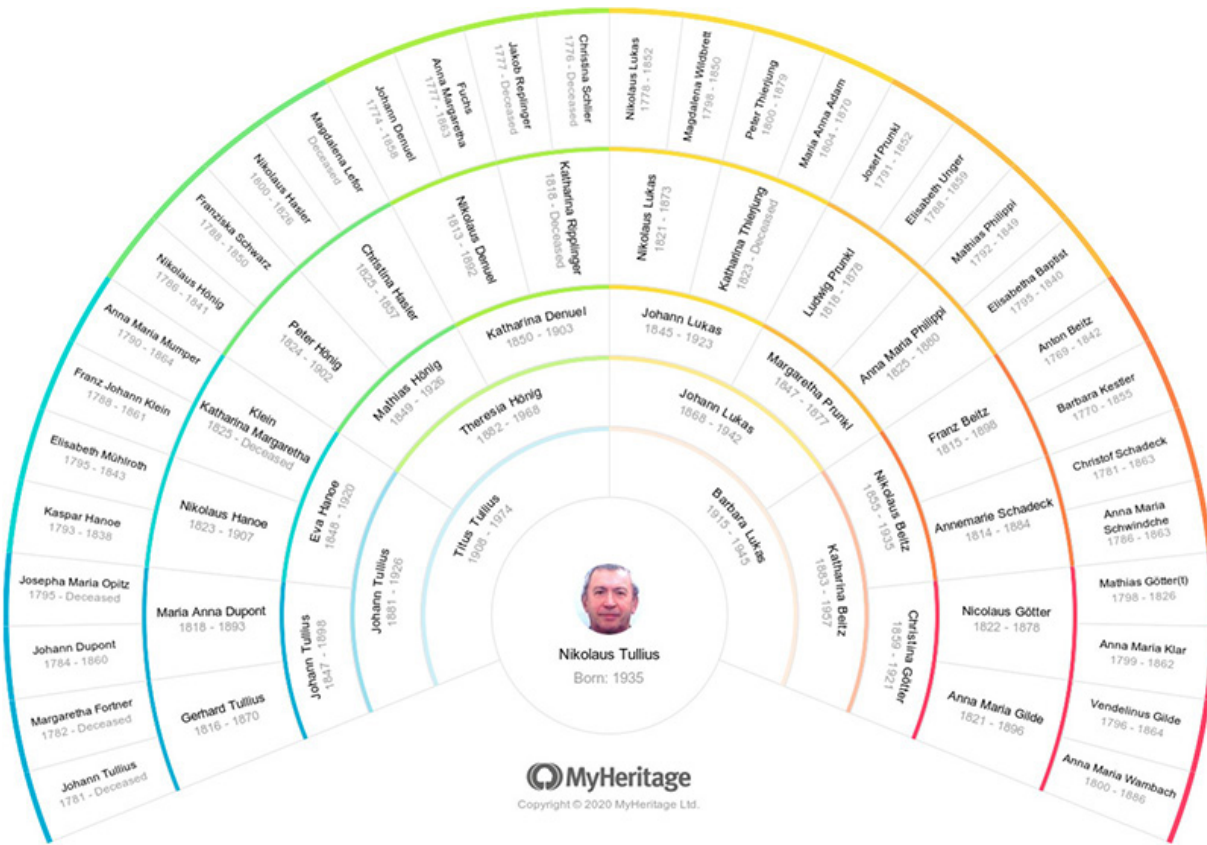 Johann Tullius
1781 - Deceased
Margaretha Fortner
1782 - Deceased
Johann Dupont
1784 - 1860
Josepha Maria Opitz
1795 - Deceased
Kaspar Hanoe
1793 - 1838
Elisabeth Mühlroth
1795 - 1843
Franz Johann Klein
1788 - 1861
Anna Maria Mumper
1790 - 1864
Nikolaus Hönig
1786 - 1841
Franziska Schwarz
1788 - 1850
Nikolaus Hasler
1800 - 1826
Magdalena Lefor
Deceased
Johann Denuel
1774 - 1858
Fuchs
Anna Margaretha
1777 - 1863
Jakob Replinger
1777 - Deceased
Christina Schlier
1776 - Deceased
Nikolaus Lukas
1778 - 1852
Magdalena Wildbrett
1798 - 1850
Peter Thierjung
1800 - 1879
Maria Anna Adam
1804 - 1870
Josef Prunkl
1791 - 1852
Elisabeth Unger
1788 - 1859
Mathias Philippi
1792 - 1849
Elisabetha Baptist
1795 - 1840
Anton Beitz
1769 - 1842
Barbara Kestler
1770 - 1855
Christof Schadeck
1781 - 1863
Anna Maria
Schwindche
1786 - 1863
Mathias Götter(t)
1798 - 1826
Anna Maria Klar
1799 - 1862
Vendelinus Gilde
1796 - 1864
Anna Maria Wambach
1800 - 1886
Gerhard Tullius
1816 - 1870
Maria Anna Dupont
1818 - 1893
Nikolaus Hanoe
1823 - 1907
Klein
Katharina Margaretha
1825 - Deceased
Peter Hönig
1824 - 1902
Christina Hasler
1825 - 1857
Nikolaus Denuel
1813 - 1892
Katharina Ripplinger
1818 - Deceased
Nikolaus Lukas
1821 - 1873
Katharina Thierjung
1823 - Deceased
Ludwig Prunkl
1818 - 1878
Anna Maria Philippi
1825 - 1880
Franz Beitz
1815 - 1898
Annemarie Schadeck
1814 - 1884
Nicolaus Götter
1822 - 1878
Anna Maria Gilde
1821 - 1896
Johann Tullius
1847 - 1898
Eva Hanoe
1848 - 1920
Mathias Hönig
1849 - 1926
Katharina Denuel
1850 - 1903
Johann Lukas
1845 - 1923
Margaretha Prunkl
1847 - 1877
Nikolaus Beitz
1855 - 1935
Christina Götter
1859 - 1921
Johann Tullius
1881 - 1926
Theresia Hönig
1882 - 1968
Johann Lukas
1868 - 1942
Katharina Beitz
1883 - 1957
Titus Tullius
1908 - 1974
Barbara Lukas
1915 - 1945
Nikolaus Tullius
Born: 1935
MyHeritage
Copyright © 2020 MyHeritage Ltd.